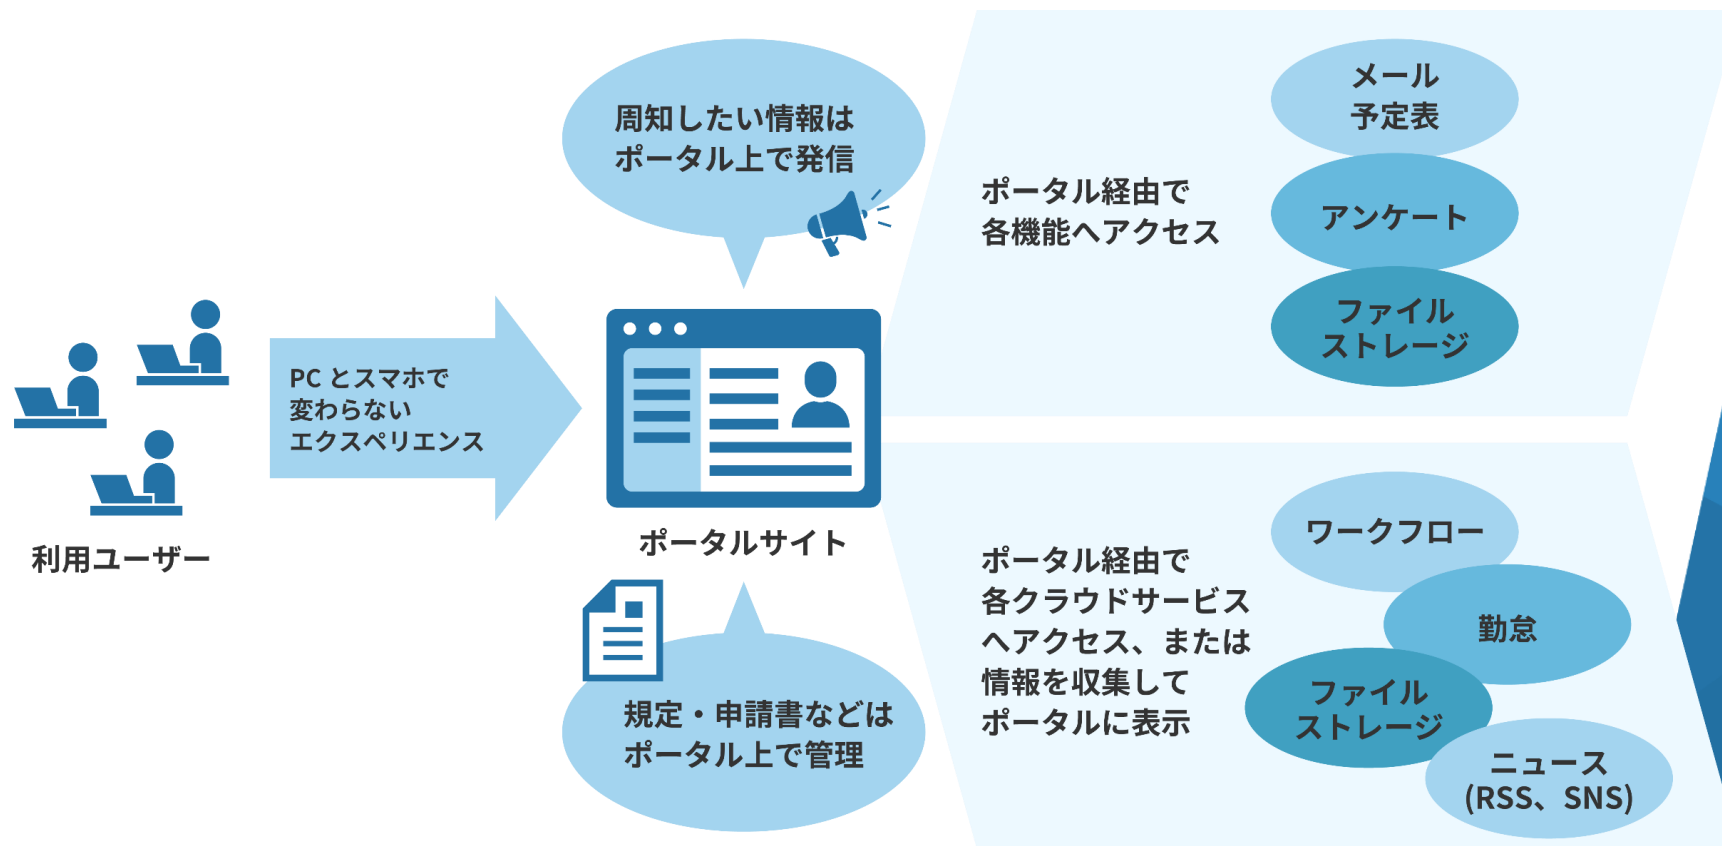 利用ユーザー
PC とスマホで
変わらない
エクスペリエンス
周知したい情報は
ポータル上で発信
ポータルサイト
規定・申請書などは
ポータル上で管理
ポータル経由で
各機能へアクセス
メール
予定表
アンケート
ファイル
ストレージ
ポータル経由で
各クラウドサービス
へアクセス、または
情報を収集して
ポータルに表示
ワークフロー
勤怠
ファイル
ストレージ
ニュース
(RSS、SNS)